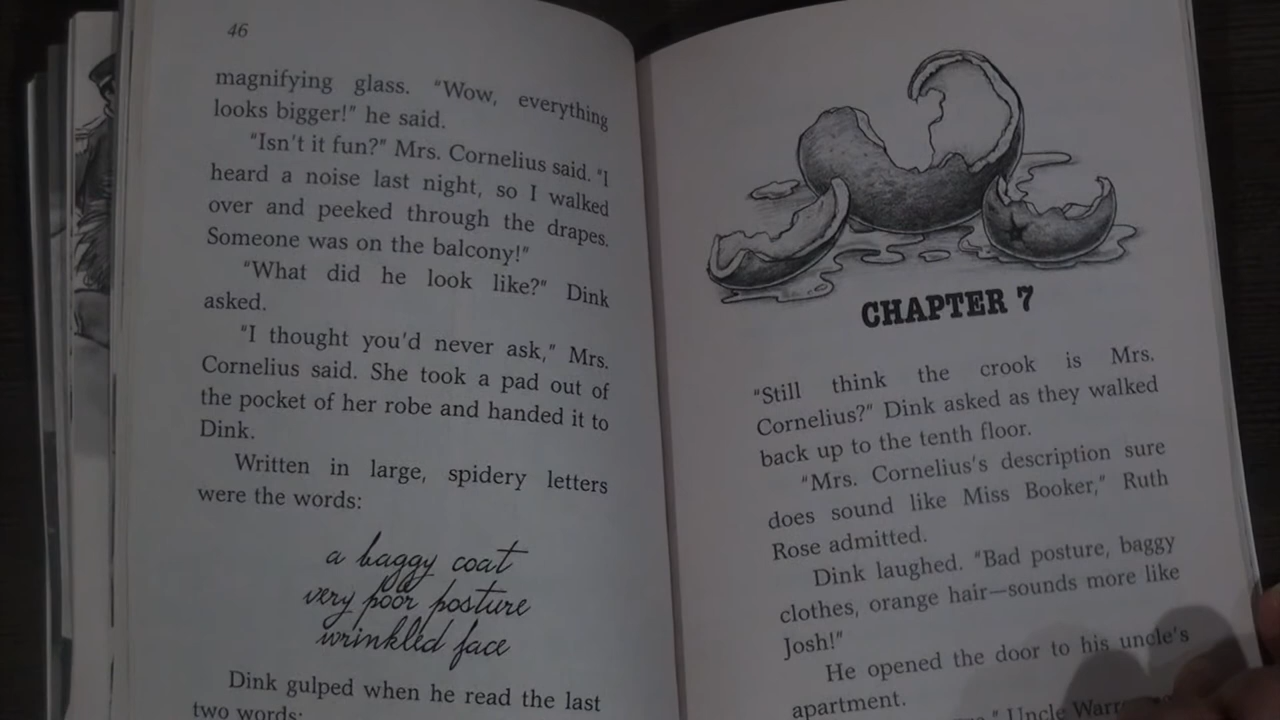 46
magnifying glass. "Wow, everything
looks bigger!" he said.
"Isn't it fun?" Mrs. Cornelius said. "I
heard a noise last night, so I walked
over and peeked through the drapes.
Someone was on the balcony!"
"What did he look like?" Dink
asked.
"I thought you'd never ask," Mrs.
Cornelius said. She took a pad out of
the pocket of her robe and handed it to
Dink.
Written in large, spidery letters
were the words:
a baggy coat
very poor posture
wrinkled face
Dink gulped when he read the last
two words:
CHAPTER 7
"Still think the crook is Mrs.
Cornelius?" Dink asked as they walked
back up to the tenth floor.
"Mrs. Cornelius's description sure
does sound like Miss Booker," Ruth
Rose admitted.
Dink laughed. "Bad posture, baggy
clothes, orange hair—sounds more like
Josh!"
He opened the door to his uncle's
apartment.
" Uncle